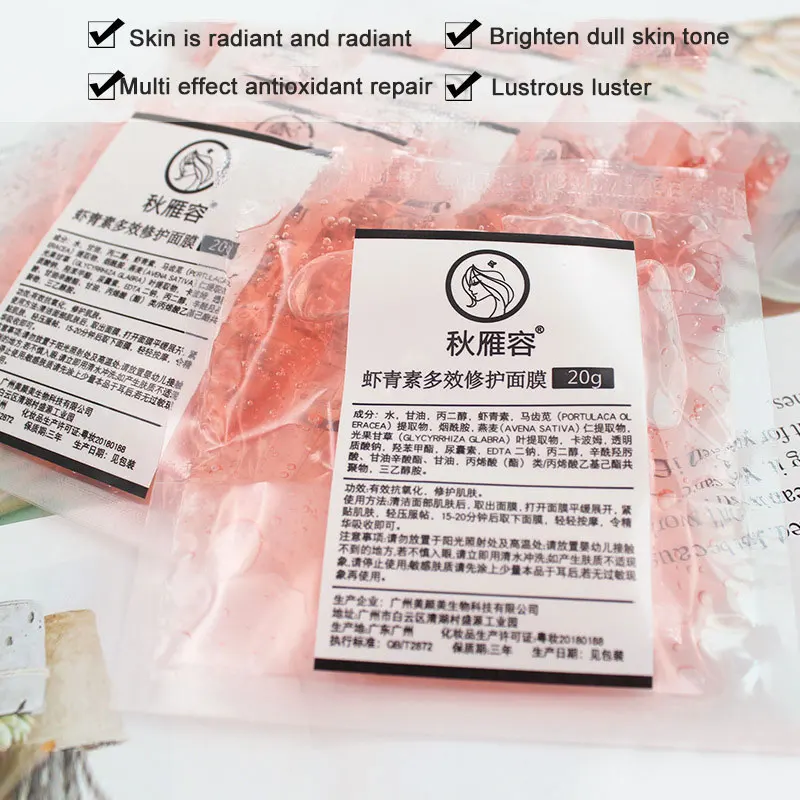 Skin is radiant and radiant
Brighten dull skin tone
Multi effect antioxidant repair
Lustrous luster
秋雁容®
虾青素多效修护面膜 20g
成分: 水, 甘油, 丙二醇, 虾青素, 马齿苋 (PORTULACA OL
ERACEA) 提取物, 烟酰胺, 燕麦 (AVENA SATIVA) 仁提取物,
光果甘草 (GLYCYRRHIZA GLABRA) 叶提取物, 卡波姆, 透明
质酸钠, 羟苯甲酯, 尿囊素, EDTA 二钠, 丙二醇, 辛酰羟肟
酸, 甘油辛酸酯, 甘油, 丙烯酸 (酯) 类/丙烯酸乙基己酯共
聚物, 三乙醇胺。
功效:有效抗氧化, 修护肌肤。
使用方法:清洁面部肌肤后, 取出面膜, 打开面膜平缓展开, 紧
贴肌肤, 轻压服帖, 15-20分钟后取下面膜, 轻轻按摩, 令精
华吸收即可。
注意事项:请勿放置于阳光照射处及高温处;请放置婴幼儿接触
不到的地方,若不慎入眼,请立即用清水冲洗;如产生肤质不适现
象,请停止使用;敏感肤质请先涂上少量本品于耳后,若无过敏现
象再使用。
生产企业: 广州美颜美生物科技有限公司
地址:广州市白云区清湖村盛源工业园
生产地:广东广州 化妆品生产许可证:粤妆20180188
执行标准: QB/T2872 保质期:三年 生产日期: 见包装
秋雁容®
虾青素多效修护面膜 20g